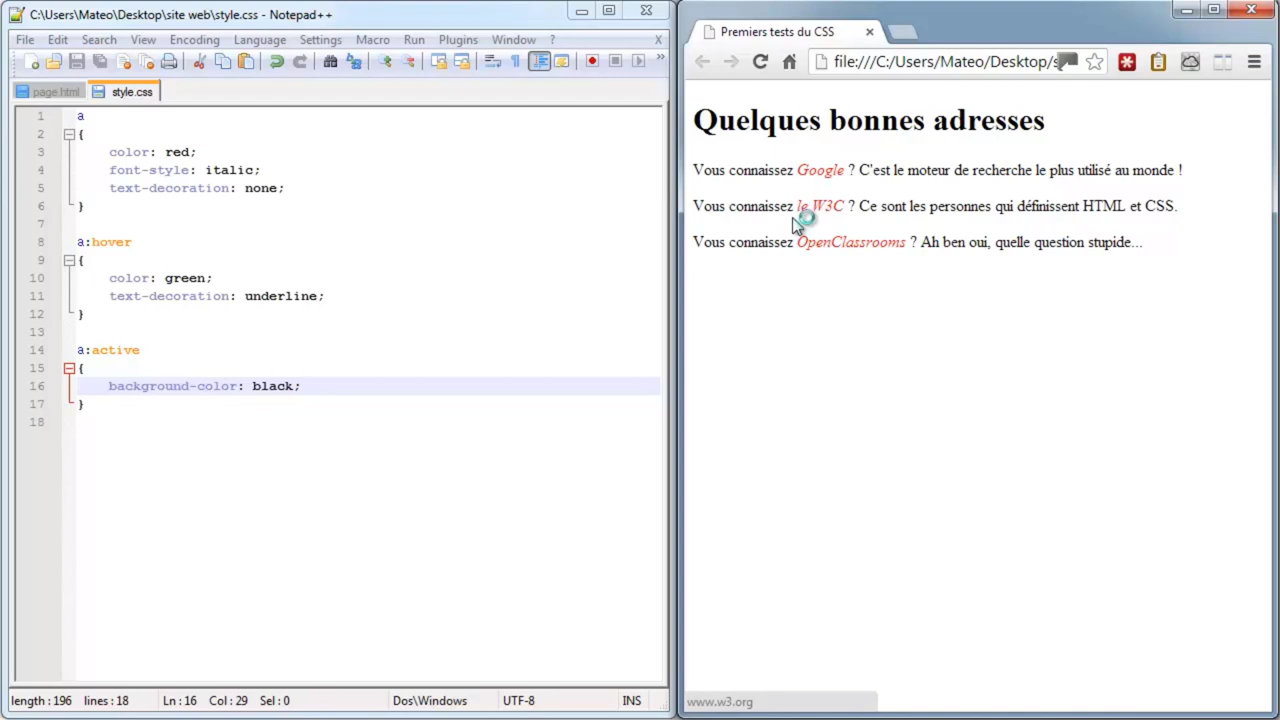 C:\Users\Mateo\Desktop\site web\style.css - Notepad++
File Edit Search View Encoding Language Settings Macro Run Plugins Window ? X
page.html style.css
1 a
2 {
3 color: red;
4 font-style: italic;
5 text-decoration: none;
6 }
7
8 a:hover
9 {
10 color: green;
11 text-decoration: underline;
12 }
13
14 a:active
15 {
16 background-color: black;
17 }
18
length : 196 lines : 18 Ln : 16 Col : 29 Sel : 0 Dos\Windows UTF-8 INS
Premiers tests du CSS
file:///C:/Users/Mateo/Desktop/s
Quelques bonnes adresses
Vous connaissez Google ? C'est le moteur de recherche le plus utilisé au monde !
Vous connaissez le W3C ? Ce sont les personnes qui définissent HTML et CSS.
Vous connaissez OpenClassrooms ? Ah ben oui, quelle question stupide...
www.w3.org